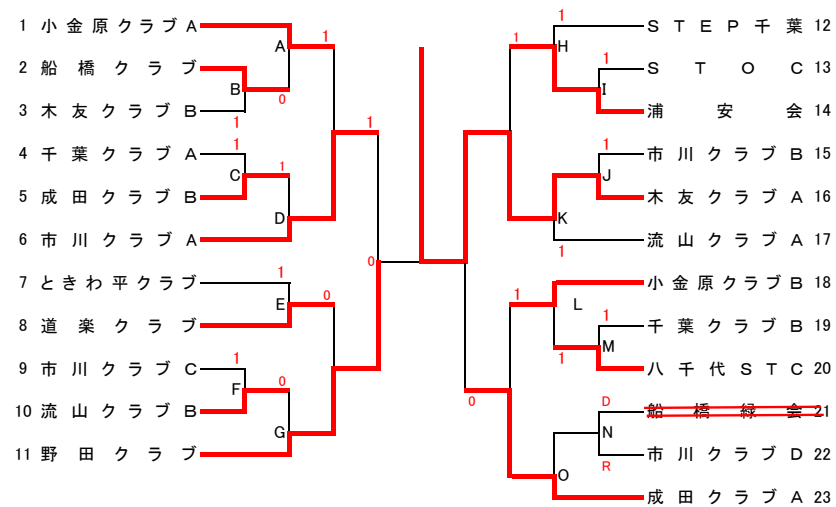 1 小金原クラブA
2 船橋クラブ
3 木友クラブB
4 千葉クラブA
5 成田クラブB
6 市川クラブA
7 ときわ平クラブ
8 道楽クラブ
9 市川クラブC
10 流山クラブB
11 野田クラブ
A
1
B
0
1
1
1
C
1
D
0
1
E
0
1
F
0
G
STEP千葉 12
STOC 13
浦安会 14
市川クラブB 15
木友クラブA 16
流山クラブA 17
小金原クラブB 18
千葉クラブB 19
八千代STC 20
船橋緑会 21
市川クラブD 22
成田クラブA 23
1
1
H
1
I
1
J
K
1
1
L
1
M
1
0
D
N
R
O